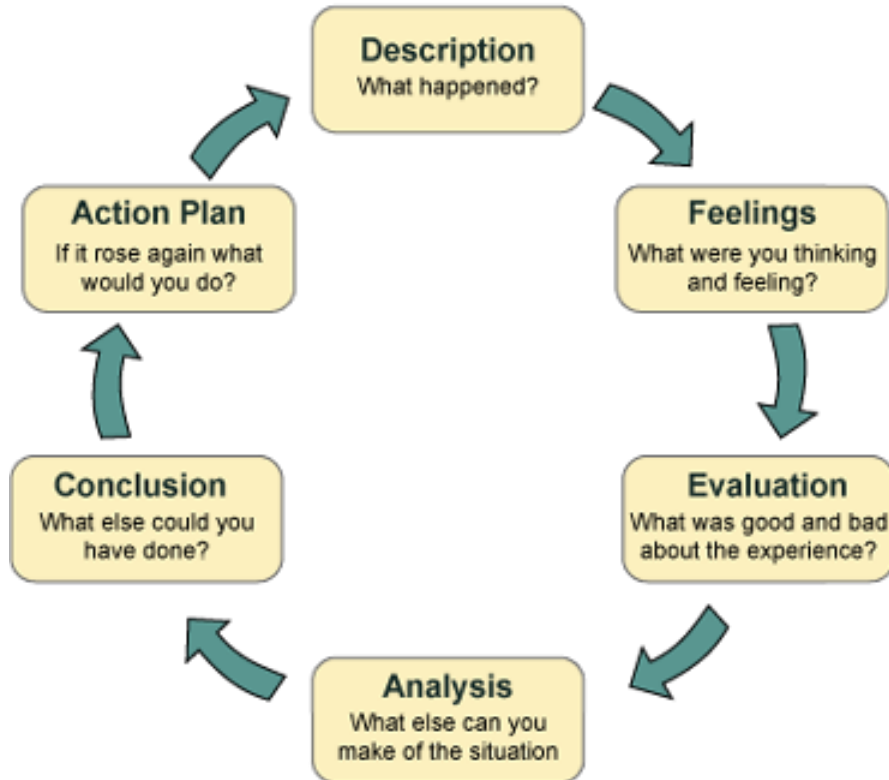 Description
What happened?
Feelings
What were you thinking
and feeling?
Evaluation
What was good and bad
about the experience?
Analysis
What else can you
make of the situation
Conclusion
What else could you
have done?
Action Plan
If it rose again what
would you do?